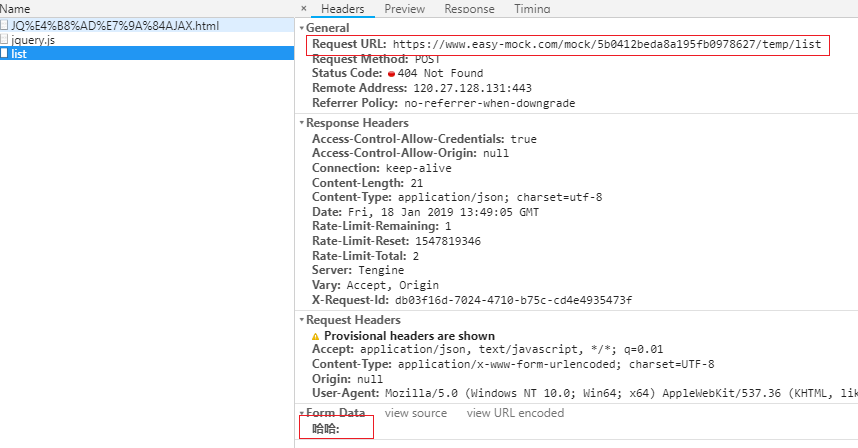 Name
JQ%E4%B8%AD%E7%9A%84AJAX.html
jquery.js
list
× Headers Preview Response Timing
General
Request URL: https://www.easy-mock.com/mock/5b0412beda8a195fb0978627/temp/list
Request Method: POST
Status Code: 404 Not Found
Remote Address: 120.27.128.131:443
Referrer Policy: no-referrer-when-downgrade
Response Headers
Access-Control-Allow-Credentials: true
Access-Control-Allow-Origin: null
Connection: keep-alive
Content-Length: 21
Content-Type: application/json; charset=utf-8
Date: Fri, 18 Jan 2019 13:49:05 GMT
Rate-Limit-Remaining: 1
Rate-Limit-Reset: 1547819346
Rate-Limit-Total: 2
Server: Tengine
Vary: Accept, Origin
X-Request-Id: db03f16d-7024-4710-b75c-cd4e4935473f
Request Headers
Provisional headers are shown
Accept: application/json, text/javascript, */*; q=0.01
Content-Type: application/x-www-form-urlencoded; charset=UTF-8
Origin: null
User-Agent: Mozilla/5.0 (Windows NT 10.0; Win64; x64) AppleWebKit/537.36 (KHTML, lik
Form Data view source view URL encoded
哈哈: